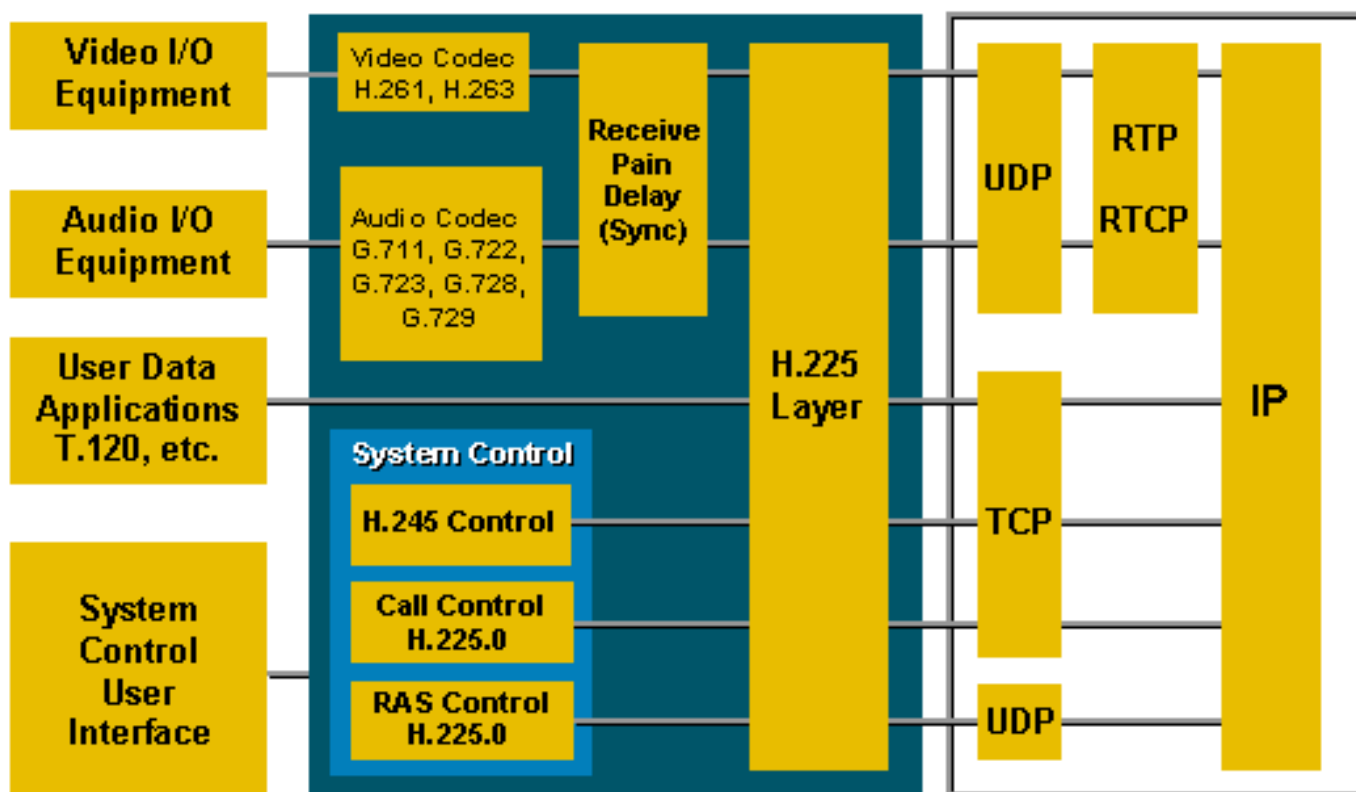 Video I/O
Equipment
Video Codec
H.261, H.263
Receive
Pain
Delay
(Sync)
Audio I/O
Equipment
Audio Codec
G.711, G.722,
G.723, G.728,
G.729
User Data
Applications
T.120, etc.
System Control
H.245 Control
Call Control
H.225.0
RAS Control
H.225.0
System
Control
User
Interface
H.225
Layer
UDP
RTP
RTCP
TCP
UDP
IP